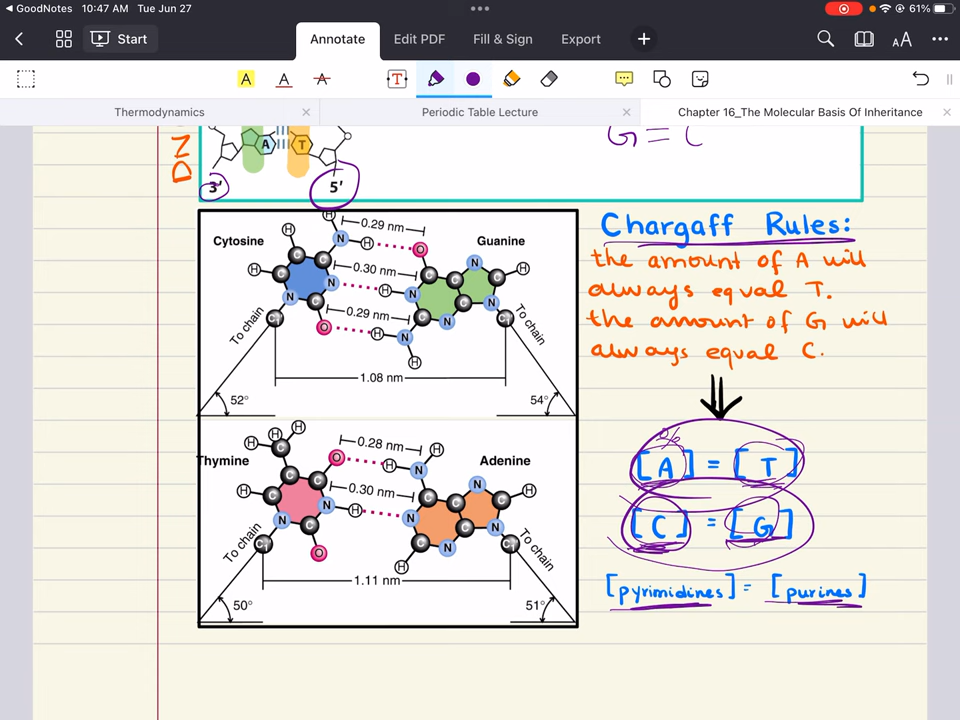 GoodNotes 10:47 AM Tue Jun 27 61%
Start Annotate Edit PDF Fill & Sign Export
A A A T
Thermodynamics Periodic Table Lecture Chapter 16_The Molecular Basis Of Inheritance
DN
A T
G = C
3' 5'
Cytosine Guanine
0.29 nm
0.30 nm
0.29 nm
H H N H O N C H C C C C H C N H N C N N C C N O H N H C C
To chain To chain
1.08 nm
52° 54°
Thymine Adenine
0.28 nm
0.30 nm
H H H C H O H N H N C C C C H C N H N C N C C N C N O H C C
To chain To chain
1.11 nm
50° 51°
Chargaff Rules:
the amount of A will
always equal T.
the amount of G will
always equal C.
%
[A] = [T]
[C] = [G]
[pyrimidines] = [purines]